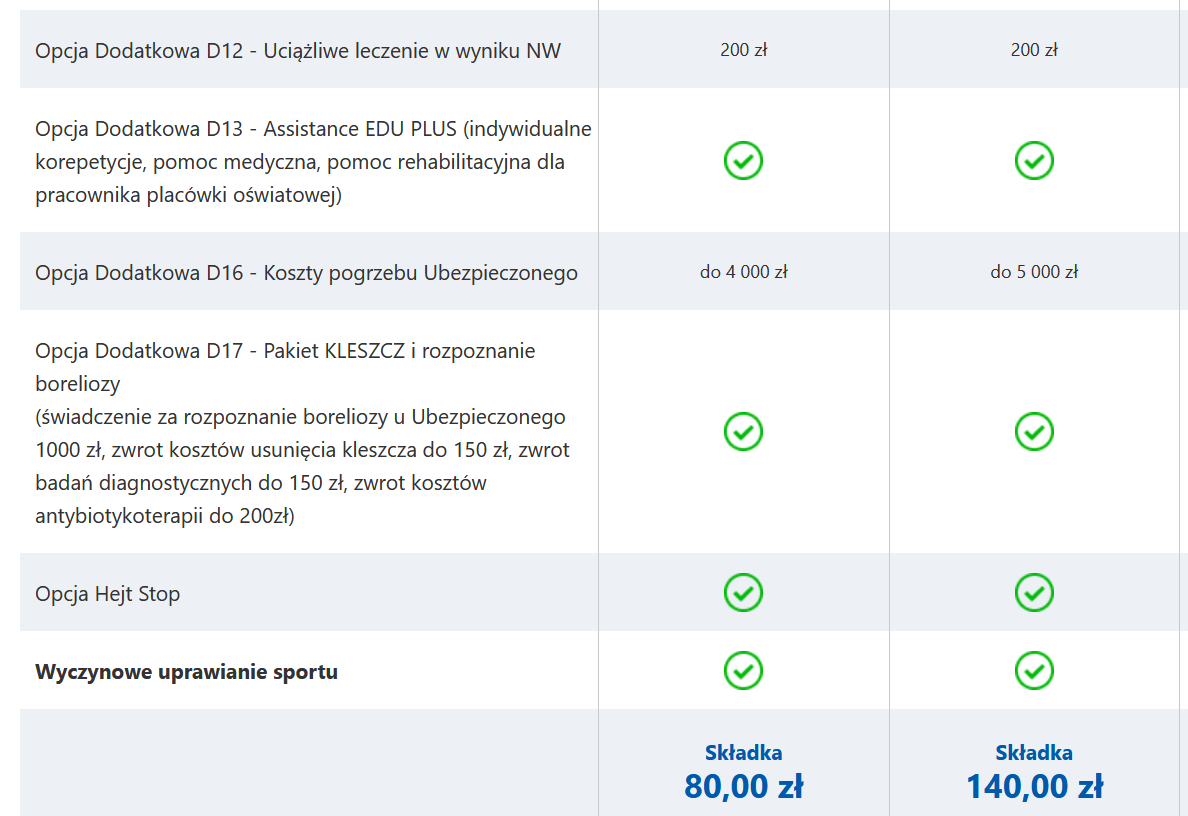 Opcja Dodatkowa D12 - Uciążliwe leczenie w wyniku NW
200 zł
200 zł
Opcja Dodatkowa D13 - Assistance EDU PLUS (indywidualne
korepetycje, pomoc medyczna, pomoc rehabilitacyjna dla
pracownika placówki oświatowej)
Opcja Dodatkowa D16 - Koszty pogrzebu Ubezpieczonego
do 4 000 zł
do 5 000 zł
Opcja Dodatkowa D17 - Pakiet KLESZCZ i rozpoznanie
boreliozy
(świadczenie za rozpoznanie boreliozy u Ubezpieczonego
1000 zł, zwrot kosztów usunięcia kleszcza do 150 zł, zwrot
badań diagnostycznych do 150 zł, zwrot kosztów
antybiotykoterapii do 200zł)
Opcja Hejt Stop
Wyczynowe uprawianie sportu
Składka
80,00 zł
Składka
140,00 zł